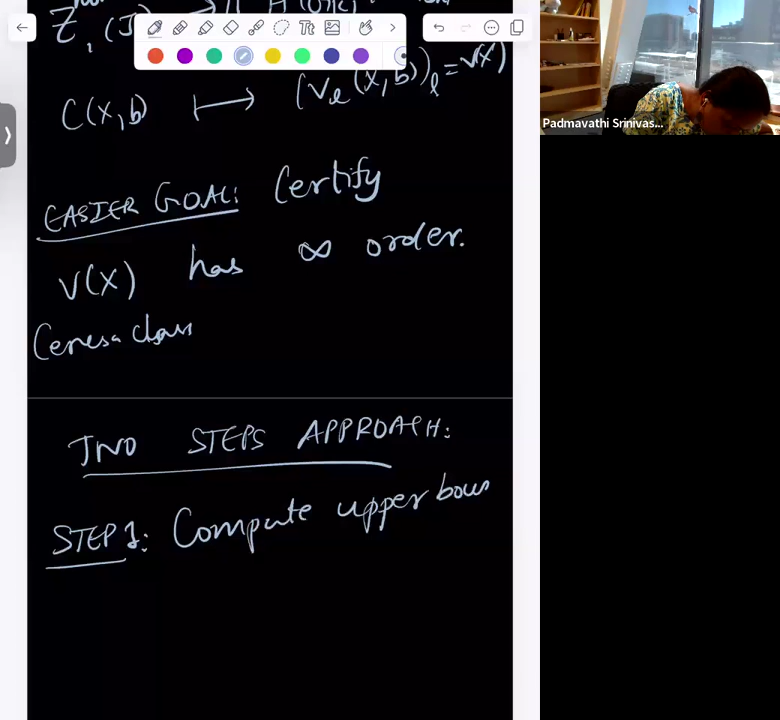 Padmavathi Srinivas...
C(X,b) ⟼ (V_ℓ(X,b))_ℓ = V(X)
EASIER GOAL: Certify
V(X) has ∞ order.
Ceresa class
TWO STEPS APPROACH:
STEP 1: Compute upper boun